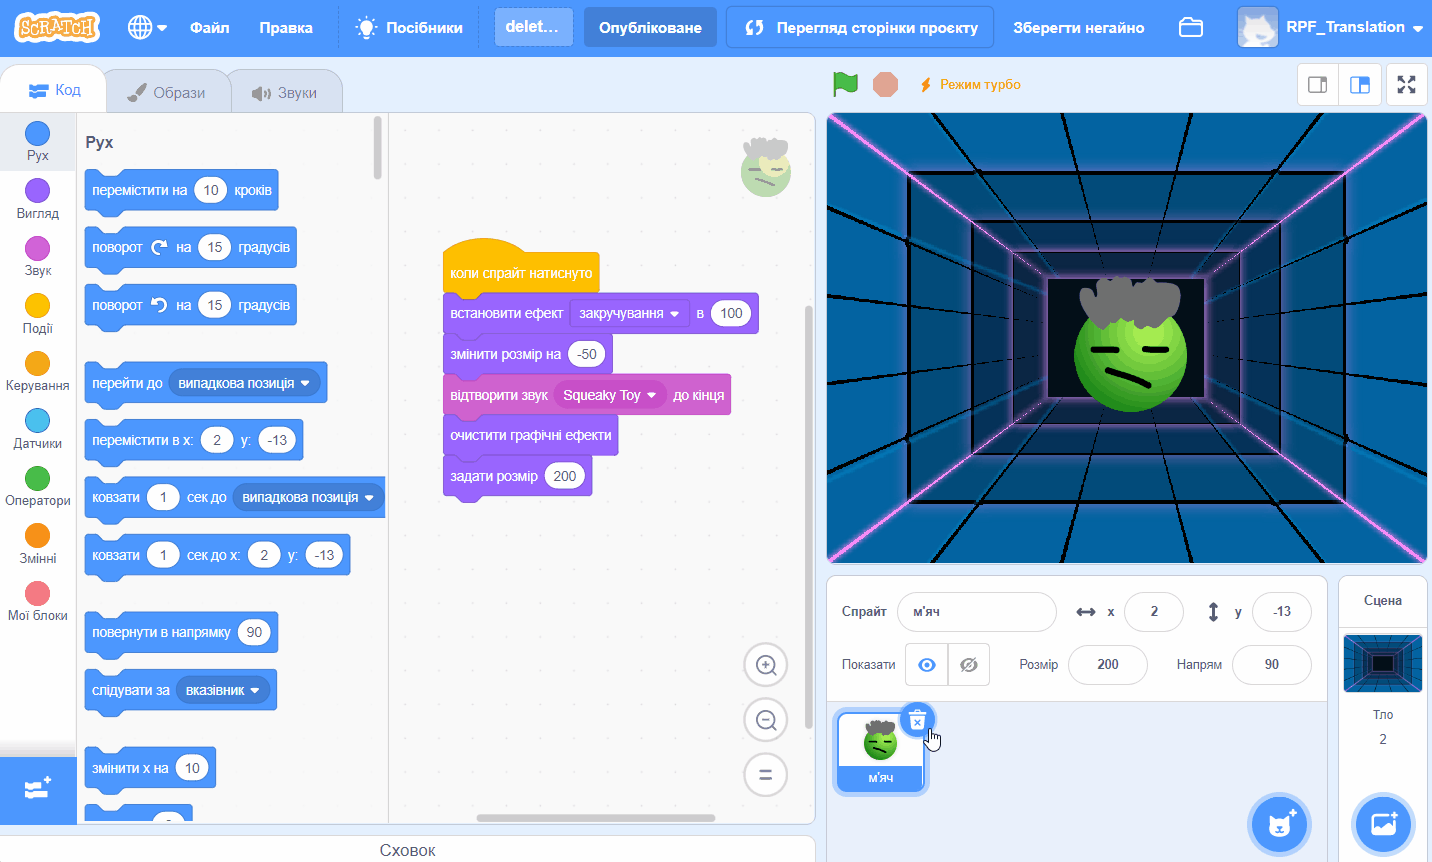 SCRATCH
Файл
Правка
Посібники
delet...
Опубліковане
Перегляд сторінки проєкту
Зберегти негайно
RPF_Translation
Код
Образи
Звуки
Режим турбо
Рух
Вигляд
Звук
Події
Керування
Датчики
Оператори
Змінні
Мої блоки
Рух
перемістити на 10 кроків
поворот на 15 градусів
поворот на 15 градусів
перейти до випадкова позиція
перемістити в x: 2 y: -13
ковзати 1 сек до випадкова позиція
ковзати 1 сек до x: 2 y: -13
повернути в напрямку 90
слідувати за вказівник
змінити x на 10
коли спрайт натиснуто
встановити ефект закручування в 100
змінити розмір на -50
відтворити звук Squeaky Toy до кінця
очистити графічні ефекти
задати розмір 200
Сховок
Спрайт м'яч x 2 y -13
Показати Розмір 200 Напрям 90
м'яч
Сцена
Тло
2